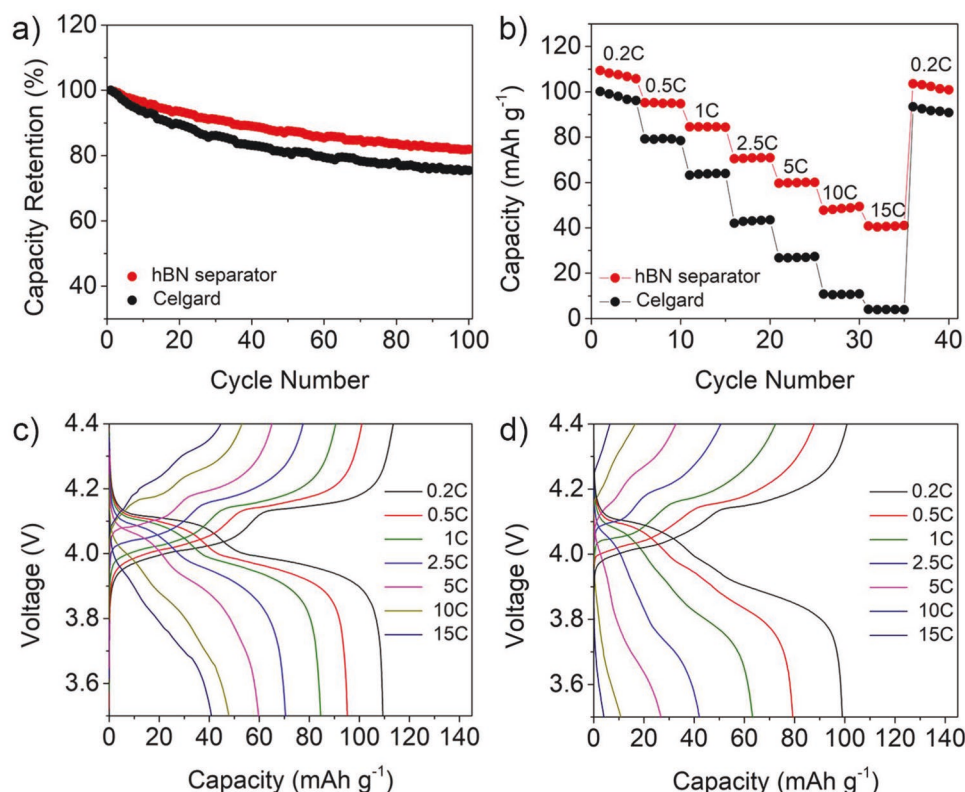 a)
120
100
80
60
40
Capacity Retention (%)
hBN separator
Celgard
0 20 40 60 80 100
Cycle Number
b)
120
100
80
60
40
20
0
Capacity (mAh g⁻¹)
0.2C
0.5C
1C
2.5C
5C
10C
15C
0.2C
hBN separator
Celgard
0 10 20 30 40
Cycle Number
c)
4.4
4.2
4.0
3.8
3.6
Voltage (V)
0.2C
0.5C
1C
2.5C
5C
10C
15C
0 20 40 60 80 100 120 140
Capacity (mAh g⁻¹)
d)
4.4
4.2
4.0
3.8
3.6
Voltage (V)
0.2C
0.5C
1C
2.5C
5C
10C
15C
0 20 40 60 80 100 120 140
Capacity (mAh g⁻¹)